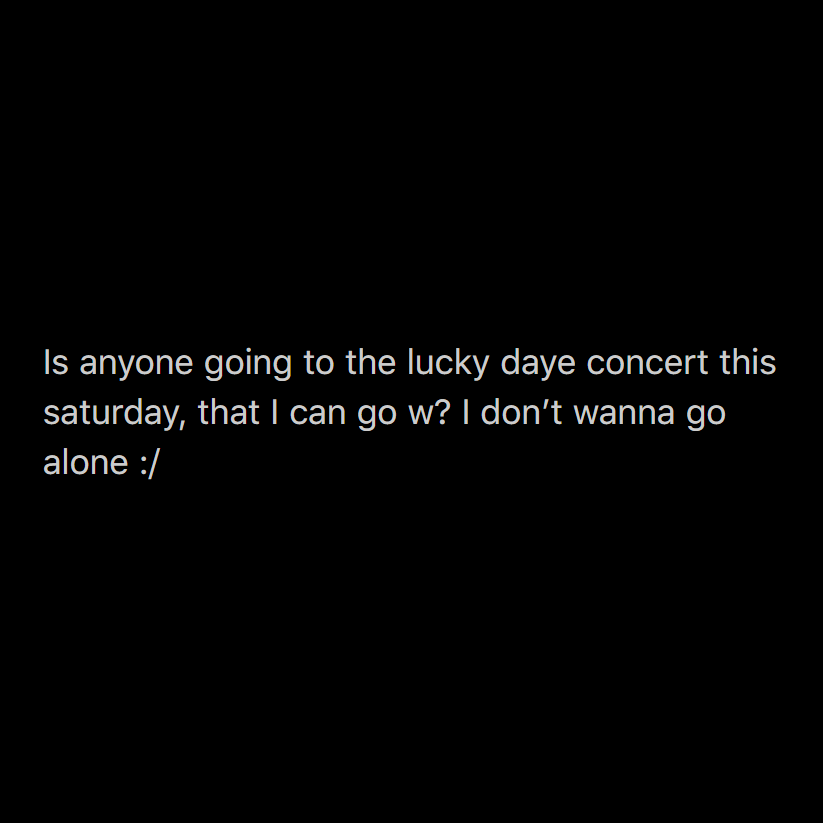 Is anyone going to the lucky daye concert this
saturday, that I can go w? I don’t wanna go
alone :/